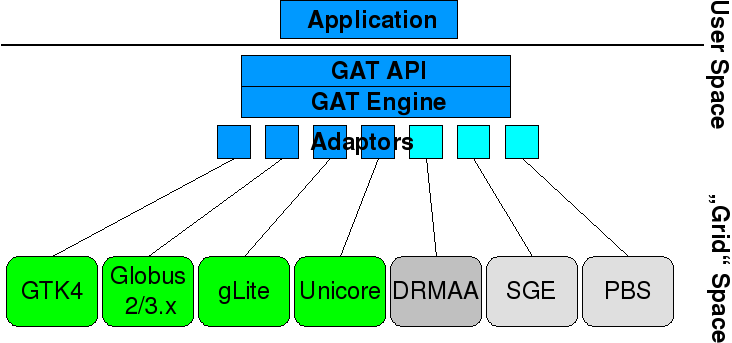 Application
User Space
GAT API
GAT Engine
Adaptors
„Grid“ Space
GTK4
Globus
2/3.x
gLite
Unicore
DRMAA
SGE
PBS